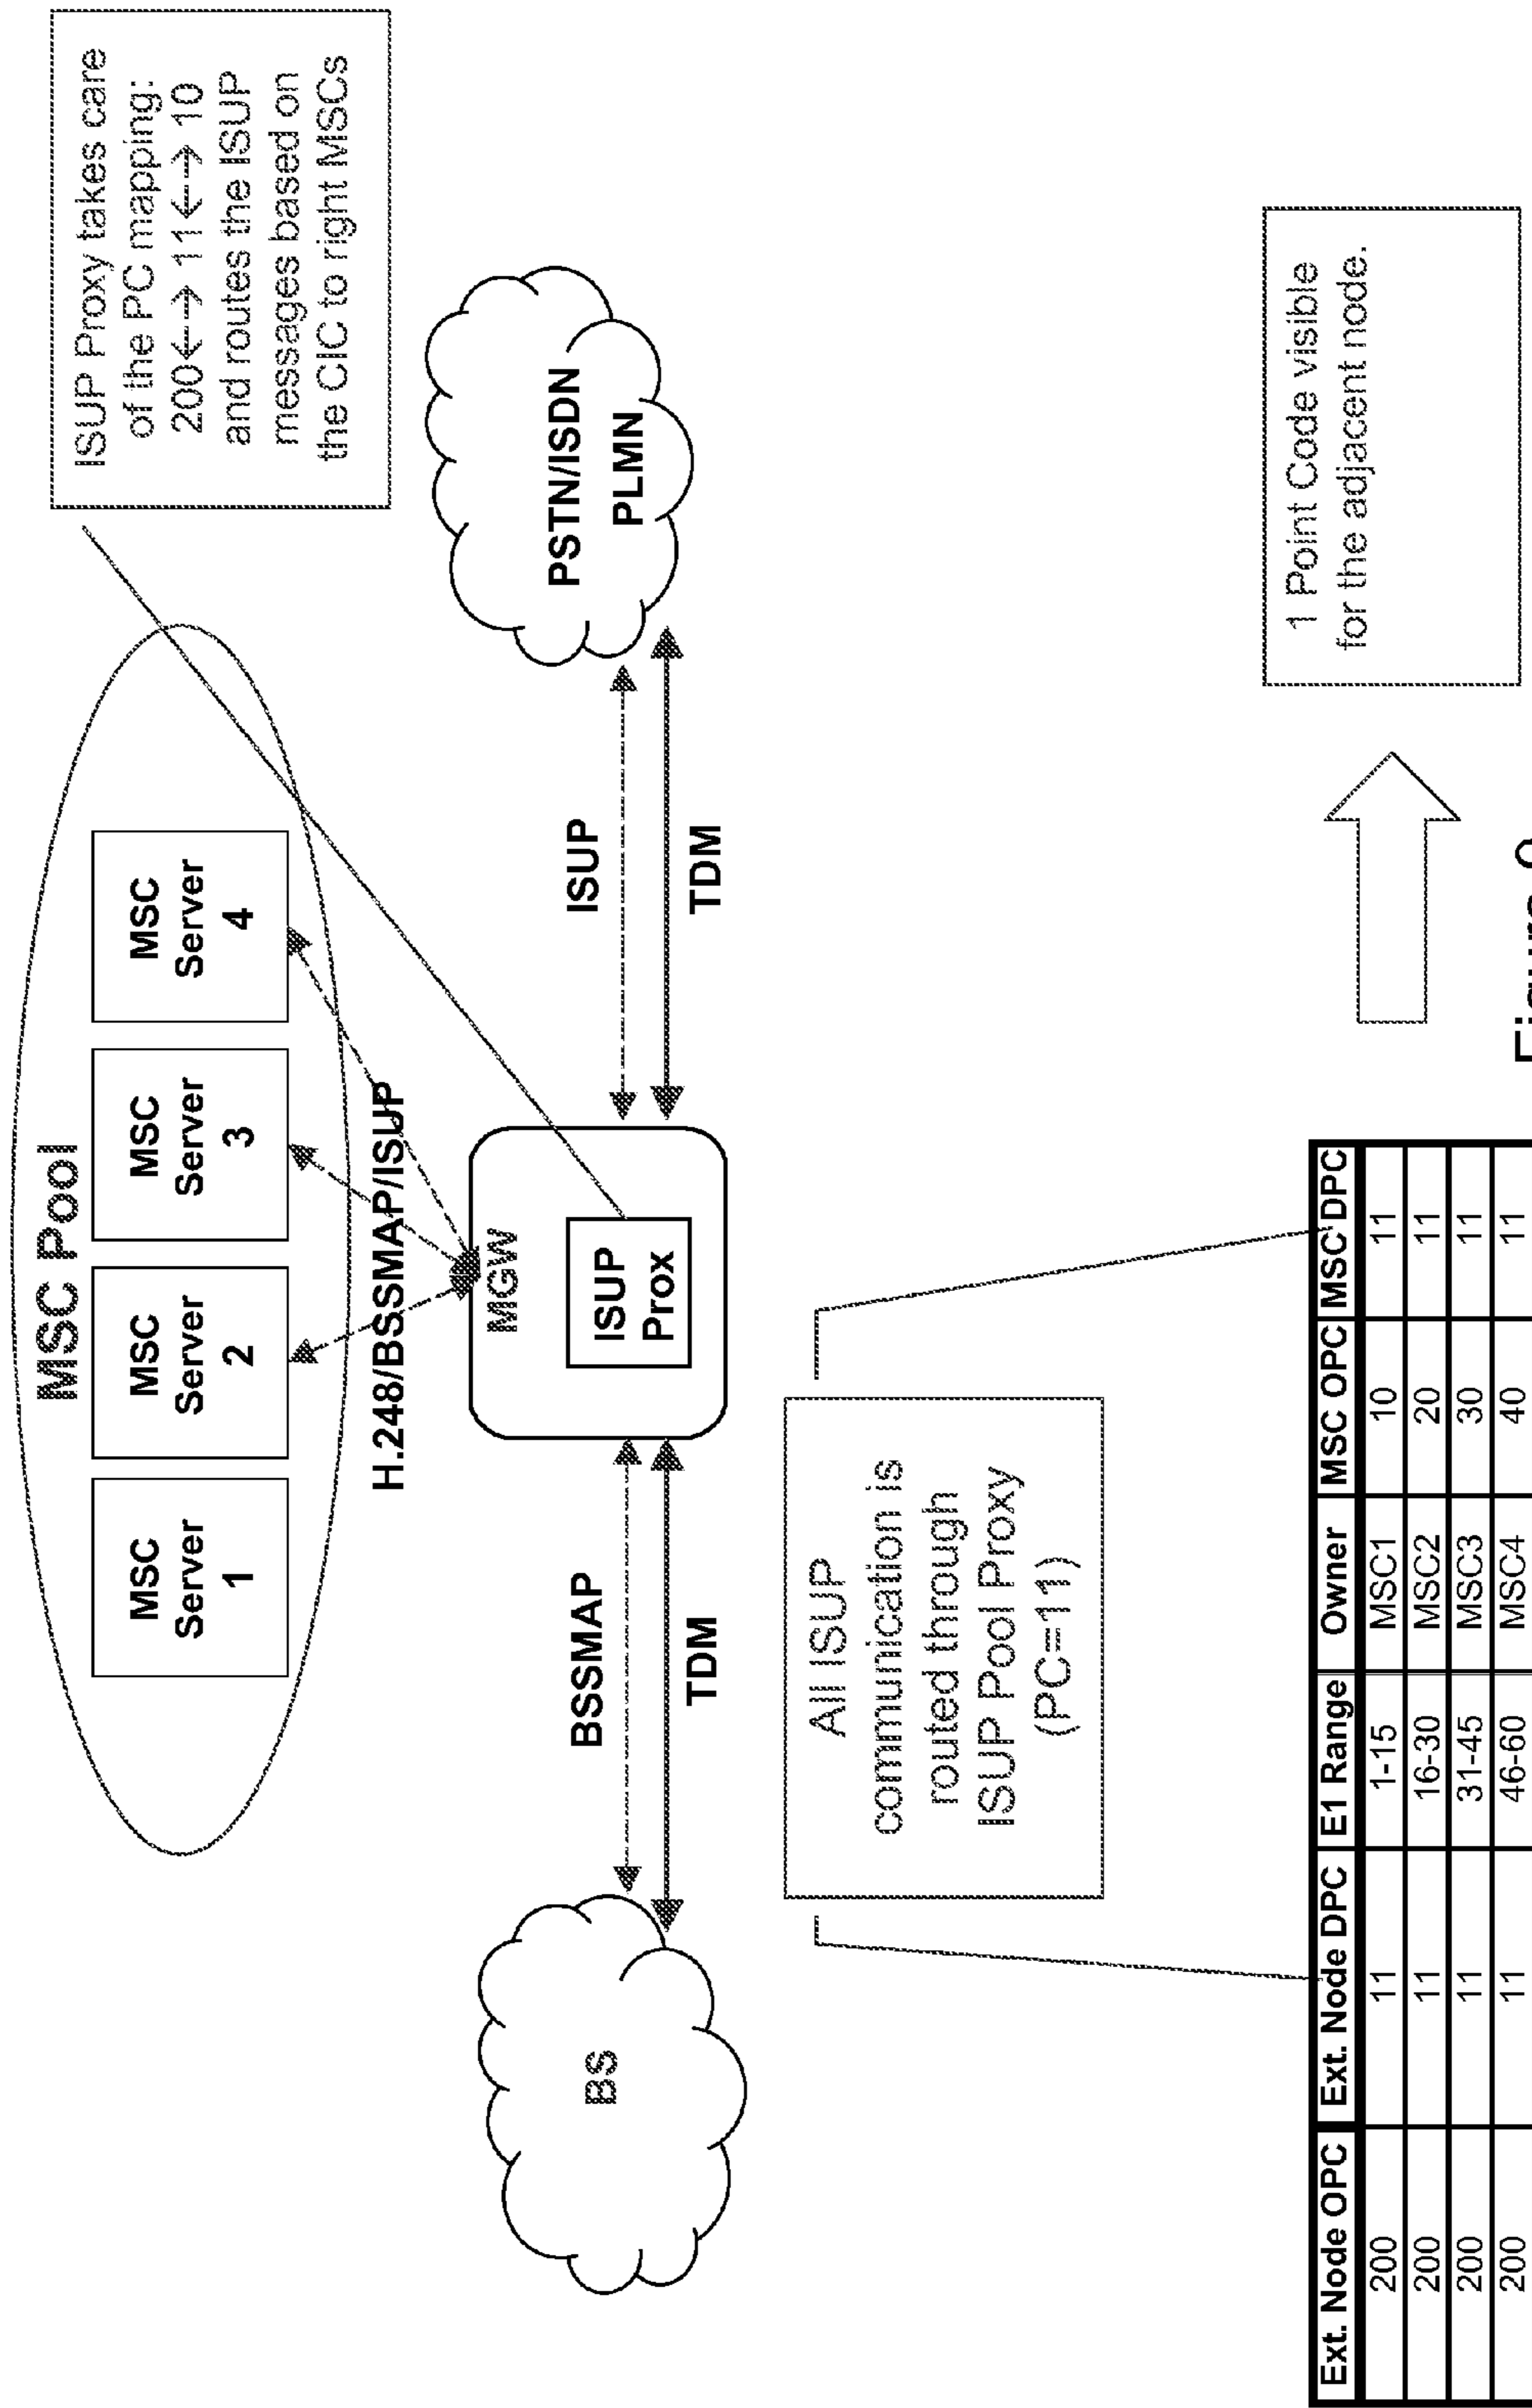 MSC Pool
MSC
Server
1
MSC
Server
2
MSC
Server
3
MSC
Server
4
ISUP Proxy takes care
of the PC mapping:
200←→ 11←→ 10
and routes the ISUP
messages based on
the CIC to right MSCs
H.248/BSSMAP/ISUP
BS
BSSMAP
TDM
MGW
ISUP
Prox
ISUP
TDM
PSTN/ISDN
PLMN
All ISUP
communication is
routed through
ISUP Pool Proxy
(PC=11)
Ext. Node OPC Ext. Node DPC E1 Range Owner MSC OPC MSC DPC
200 11 1-15 MSC1 10 11
200 11 16-30 MSC2 20 11
200 11 31-45 MSC3 30 11
200 11 46-60 MSC4 40 11
1 Point Code visible
for the adjacent node.
Figure